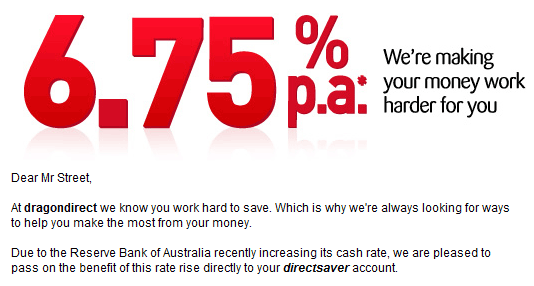 6.75% p.a.*
We're making
your money work
harder for you
Dear Mr Street,
At dragondirect we know you work hard to save. Which is why we're always looking for ways
to help you make the most from your money.
Due to the Reserve Bank of Australia recently increasing its cash rate, we are pleased to
pass on the benefit of this rate rise directly to your directsaver account.